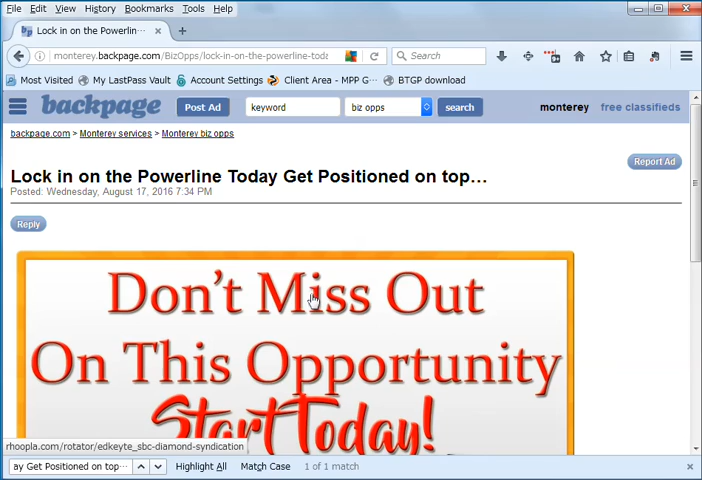 File Edit View History Bookmarks Tools Help
Lock in on the Powerlin...
monterey.backpage.com/BizOpps/lock-in-on-the-powerline-toda
Search
Most Visited My LastPass Vault Account Settings Client Area - MPP G... BTGP download
backpage Post Ad keyword biz opps search monterey free classifieds
backpage.com > Monterey services > Monterey biz opps
Report Ad
Lock in on the Powerline Today Get Positioned on top...
Posted: Wednesday, August 17, 2016 7:34 PM
Reply
Don't Miss Out
On This Opportunity
Start Today!
rhoopla.com/rotator/edkeyte_sbc-diamond-syndication
ay Get Positioned on top... Highlight All Match Case 1 of 1 match